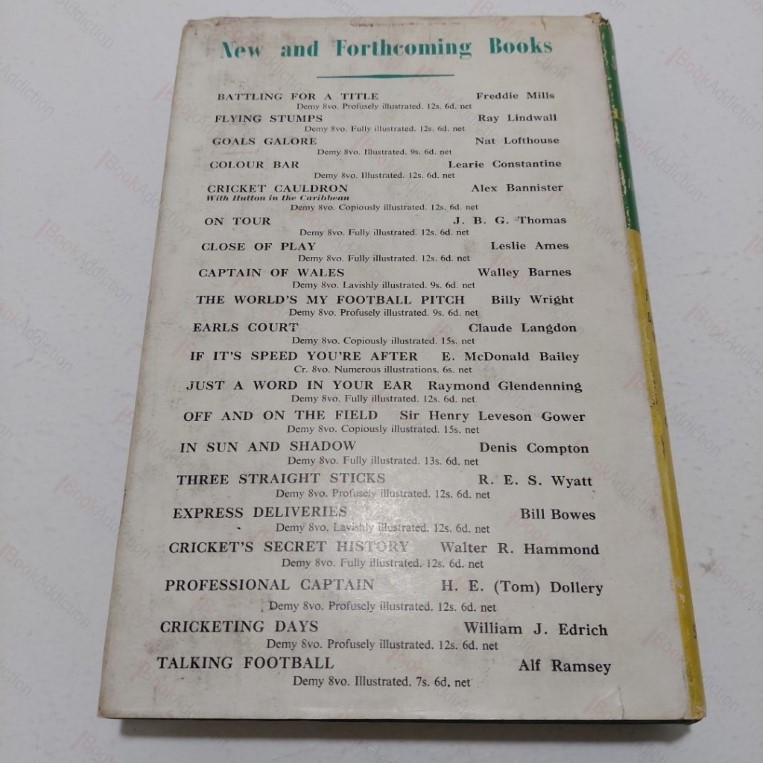 New and Forthcoming Books
BATTLING FOR A TITLE Freddie Mills
Demy 8vo. Profusely illustrated. 12s. 6d. net
FLYING STUMPS Ray Lindwall
Demy 8vo. Fully illustrated. 12s. 6d. net
GOALS GALORE Nat Lofthouse
Demy 8vo. Illustrated. 9s. 6d. net
COLOUR BAR Learie Constantine
Demy 8vo. Illustrated. 12s. 6d. net
CRICKET CAULDRON Alex Bannister
With Hutton in the Caribbean
Demy 8vo. Copiously illustrated. 12s. 6d. net
ON TOUR J. B. G. Thomas
Demy 8vo. Fully illustrated. 12s. 6d. net
CLOSE OF PLAY Leslie Ames
Demy 8vo. Fully illustrated. 12s. 6d. net
CAPTAIN OF WALES Walley Barnes
Demy 8vo. Lavishly illustrated. 9s. 6d. net
THE WORLD'S MY FOOTBALL PITCH Billy Wright
Demy 8vo. Profusely illustrated. 9s. 6d. net
EARLS COURT Claude Langdon
Demy 8vo. Copiously illustrated. 15s. net
IF IT'S SPEED YOU'RE AFTER E. McDonald Bailey
Cr. 8vo. Numerous illustrations. 6s. net
JUST A WORD IN YOUR EAR Raymond Glendenning
Demy 8vo. Fully illustrated. 12s. 6d. net
OFF AND ON THE FIELD Sir Henry Leveson Gower
Demy 8vo. Copiously illustrated. 15s. net
IN SUN AND SHADOW Denis Compton
Demy 8vo. Fully illustrated. 13s. 6d. net
THREE STRAIGHT STICKS R. E. S. Wyatt
Demy 8vo. Profusely illustrated. 12s. 6d. net
EXPRESS DELIVERIES Bill Bowes
Demy 8vo. Lavishly illustrated. 12s. 6d. net
CRICKET'S SECRET HISTORY Walter R. Hammond
Demy 8vo. Fully illustrated. 12s. 6d. net
PROFESSIONAL CAPTAIN H. E. (Tom) Dollery
Demy 8vo. Profusely illustrated. 12s. 6d. net
CRICKETING DAYS William J. Edrich
Demy 8vo. Profusely illustrated. 12s. 6d. net
TALKING FOOTBALL Alf Ramsey
Demy 8vo. Illustrated. 7s. 6d. net
BookAddiction